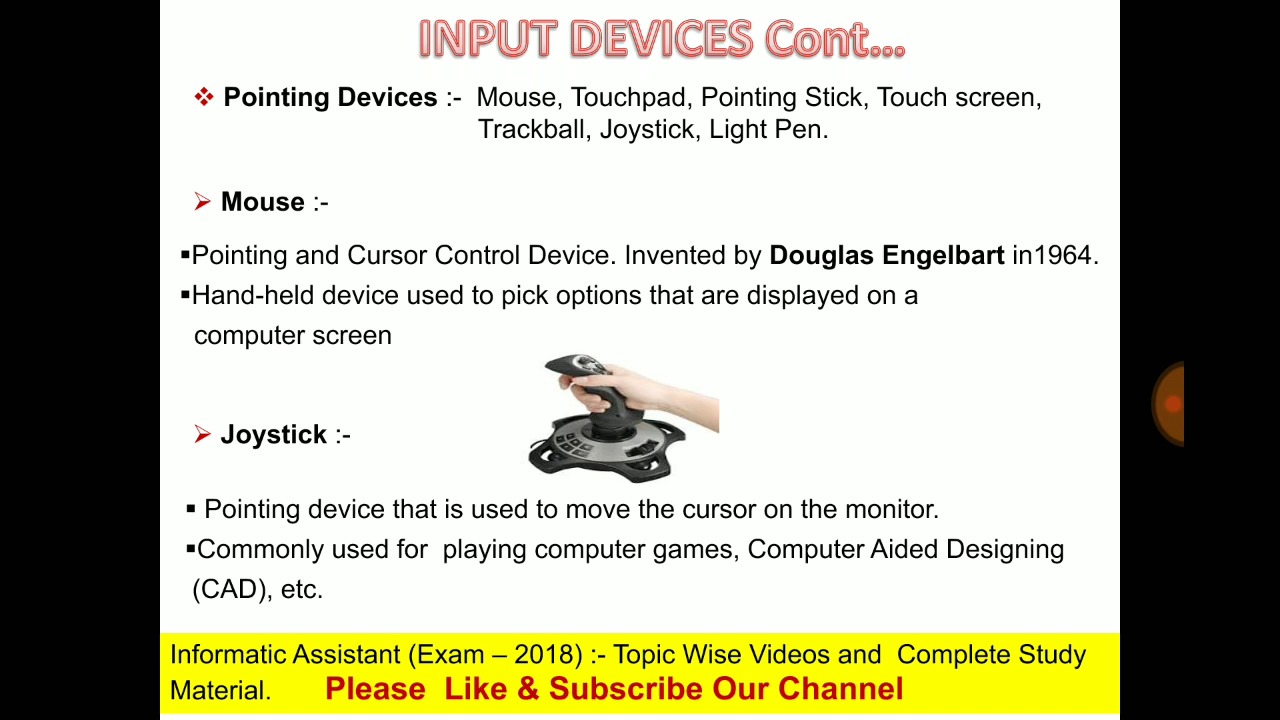 INPUT DEVICES Cont...
❖ Pointing Devices :- Mouse, Touchpad, Pointing Stick, Touch screen,
Trackball, Joystick, Light Pen.
➢ Mouse :-
▪Pointing and Cursor Control Device. Invented by Douglas Engelbart in1964.
▪Hand-held device used to pick options that are displayed on a
computer screen
➢ Joystick :-
▪ Pointing device that is used to move the cursor on the monitor.
▪Commonly used for playing computer games, Computer Aided Designing
(CAD), etc.
Informatic Assistant (Exam – 2018) :- Topic Wise Videos and Complete Study
Material. Please Like & Subscribe Our Channel